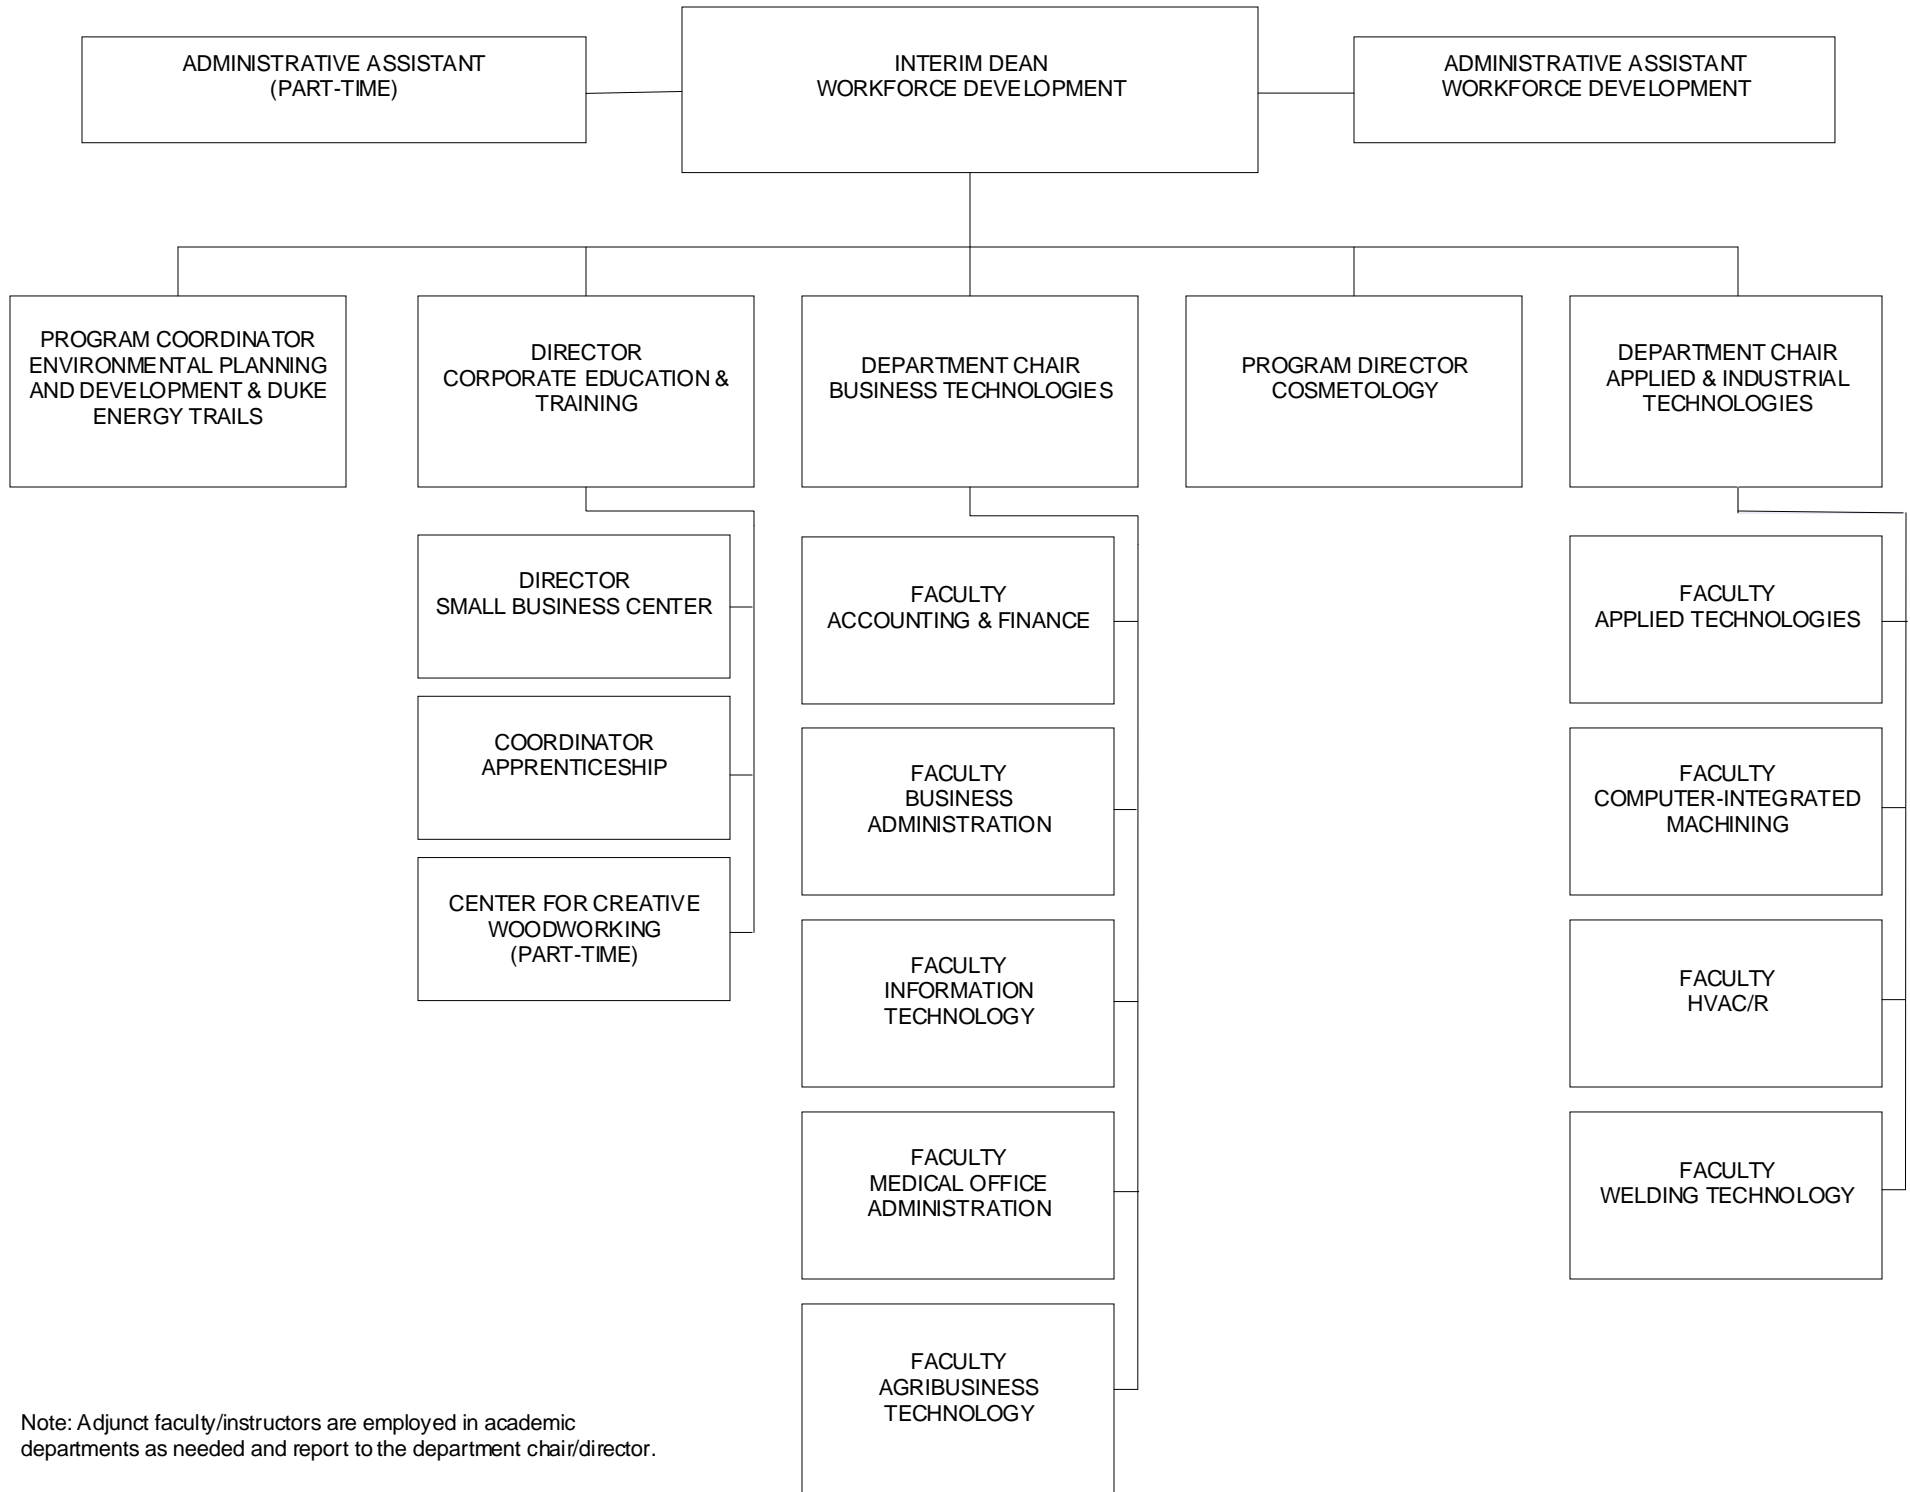 ADMINISTRATIVE ASSISTANT
(PART-TIME)
INTERIM DEAN
WORKFORCE DEVELOPMENT
ADMINISTRATIVE ASSISTANT
WORKFORCE DEVELOPMENT
PROGRAM COORDINATOR
ENVIRONMENTAL PLANNING
AND DEVELOPMENT & DUKE
ENERGY TRAILS
DIRECTOR
CORPORATE EDUCATION &
TRAINING
DEPARTMENT CHAIR
BUSINESS TECHNOLOGIES
PROGRAM DIRECTOR
COSMETOLOGY
DEPARTMENT CHAIR
APPLIED & INDUSTRIAL
TECHNOLOGIES
DIRECTOR
SMALL BUSINESS CENTER
COORDINATOR
APPRENTICESHIP
CENTER FOR CREATIVE
WOODWORKING
(PART-TIME)
FACULTY
ACCOUNTING & FINANCE
FACULTY
BUSINESS
ADMINISTRATION
FACULTY
INFORMATION
TECHNOLOGY
FACULTY
MEDICAL OFFICE
ADMINISTRATION
FACULTY
AGRIBUSINESS
TECHNOLOGY
FACULTY
APPLIED TECHNOLOGIES
FACULTY
COMPUTER-INTEGRATED
MACHINING
FACULTY
HVAC/R
FACULTY
WELDING TECHNOLOGY
Note: Adjunct faculty/instructors are employed in academic
departments as needed and report to the department chair/director.